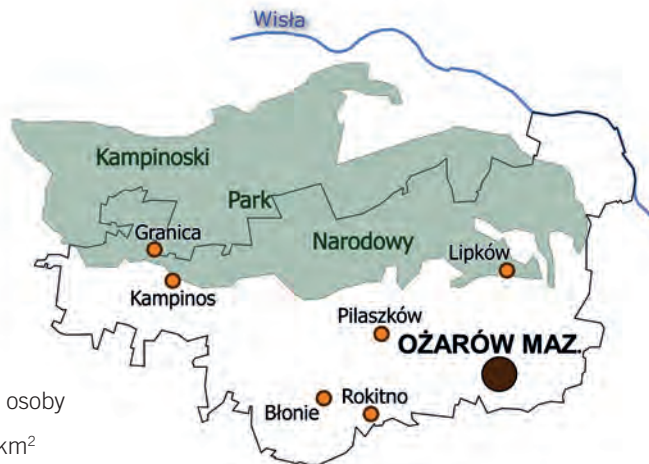 Wisła
Kampinoski
Park
Narodowy
Granica
Lipków
Kampinos
Pilaszków
OŻARÓW MAZ.
osoby
Błonie
Rokitno
km²